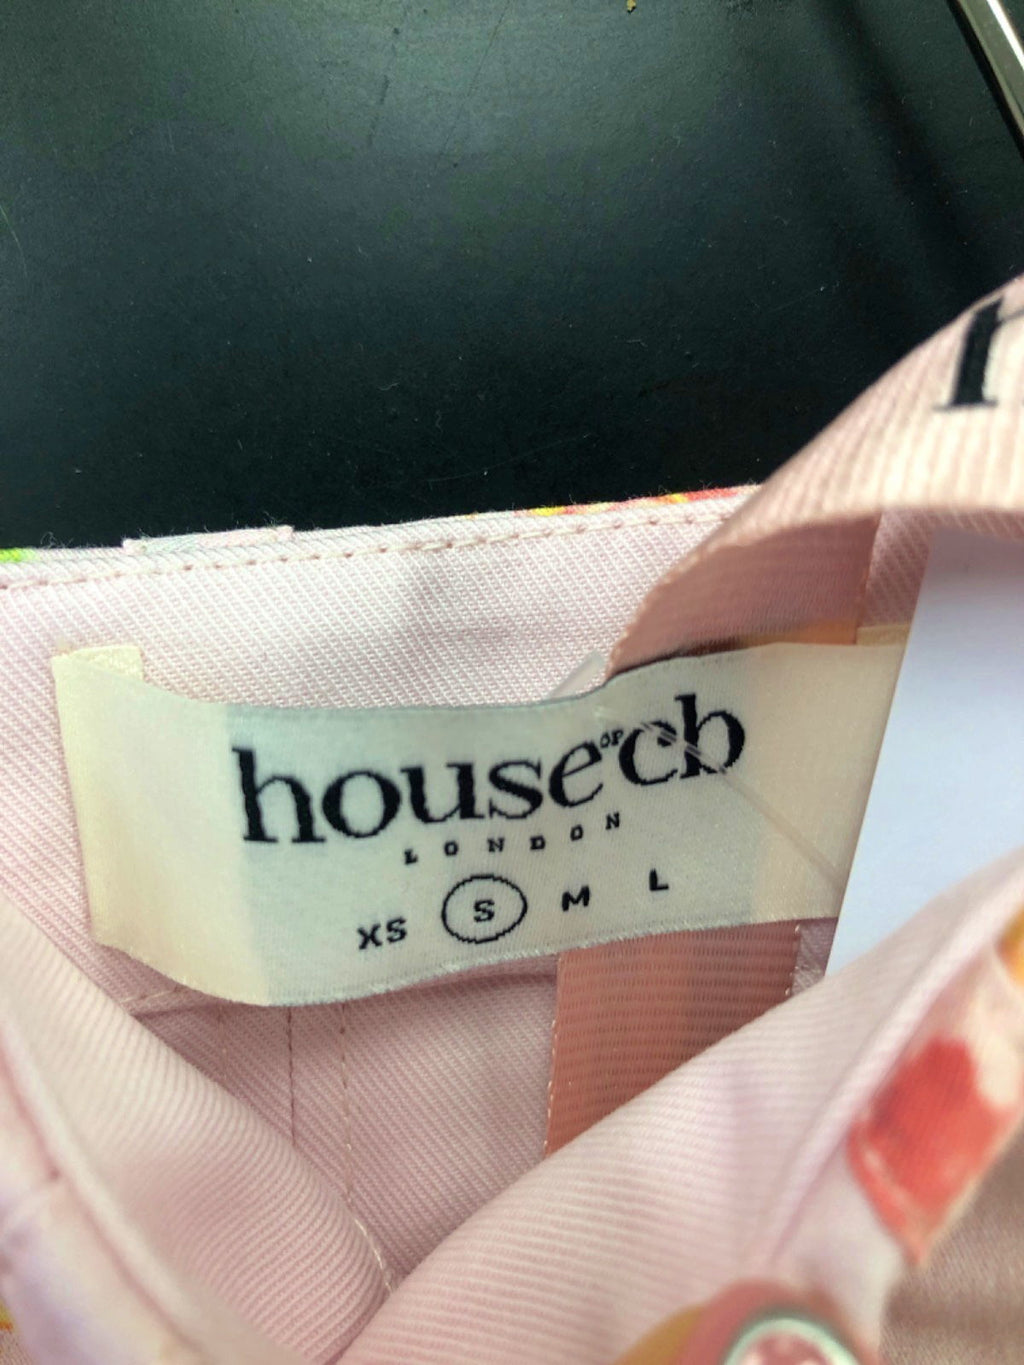 house OF cb
LONDON
XS S M L